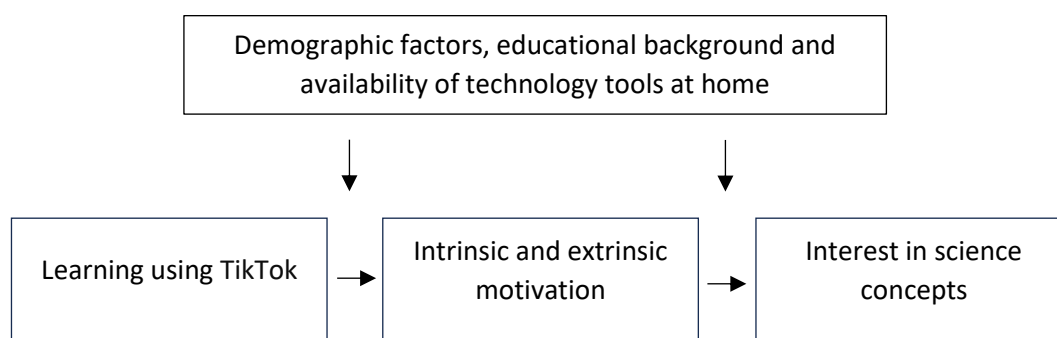 Demographic factors, educational background and
availability of technology tools at home
Learning using TikTok
Intrinsic and extrinsic
motivation
Interest in science
concepts